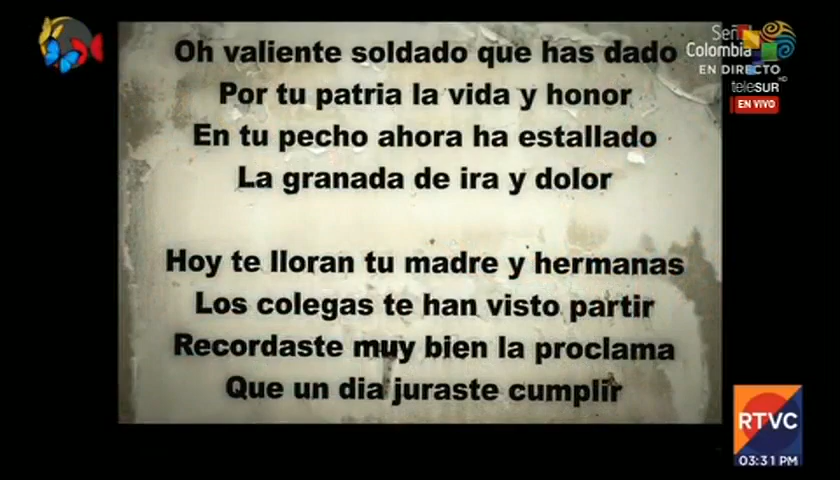 Oh valiente soldado que has dado
Por tu patria la vida y honor
En tu pecho ahora ha estallado
La granada de ira y dolor
Hoy te lloran tu madre y hermanas
Los colegas te han visto partir
Recordaste muy bien la proclama
Que un dia juraste cumplir
Señ
Colombia
EN DIRECTO
HD
teleSUR
EN VIVO
RTVC
03:31 PM